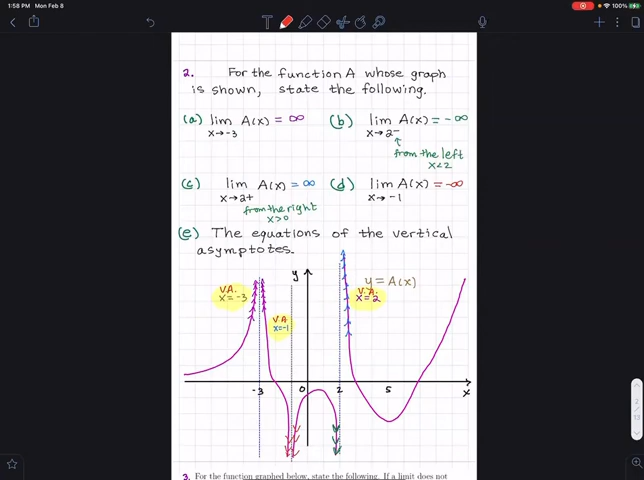 1:58 PM Mon Feb 8
2. For the function A whose graph
is shown, state the following.
(a) lim A(x) = ∞ (b) lim A(x) = -∞
x→-3 x→2-
from the left
x<2
(c) lim A(x) = ∞ (d) lim A(x) = -∞
x→2+ x→-1
from the right
x>0
(e) The equations of the vertical
asymptotes.
y
y = A(x)
V.A.
x=-3
V.A.
x=2
V.A
x=-1
-3 0 2 5 x
3. For the function graphed below, state the following. If a limit does not